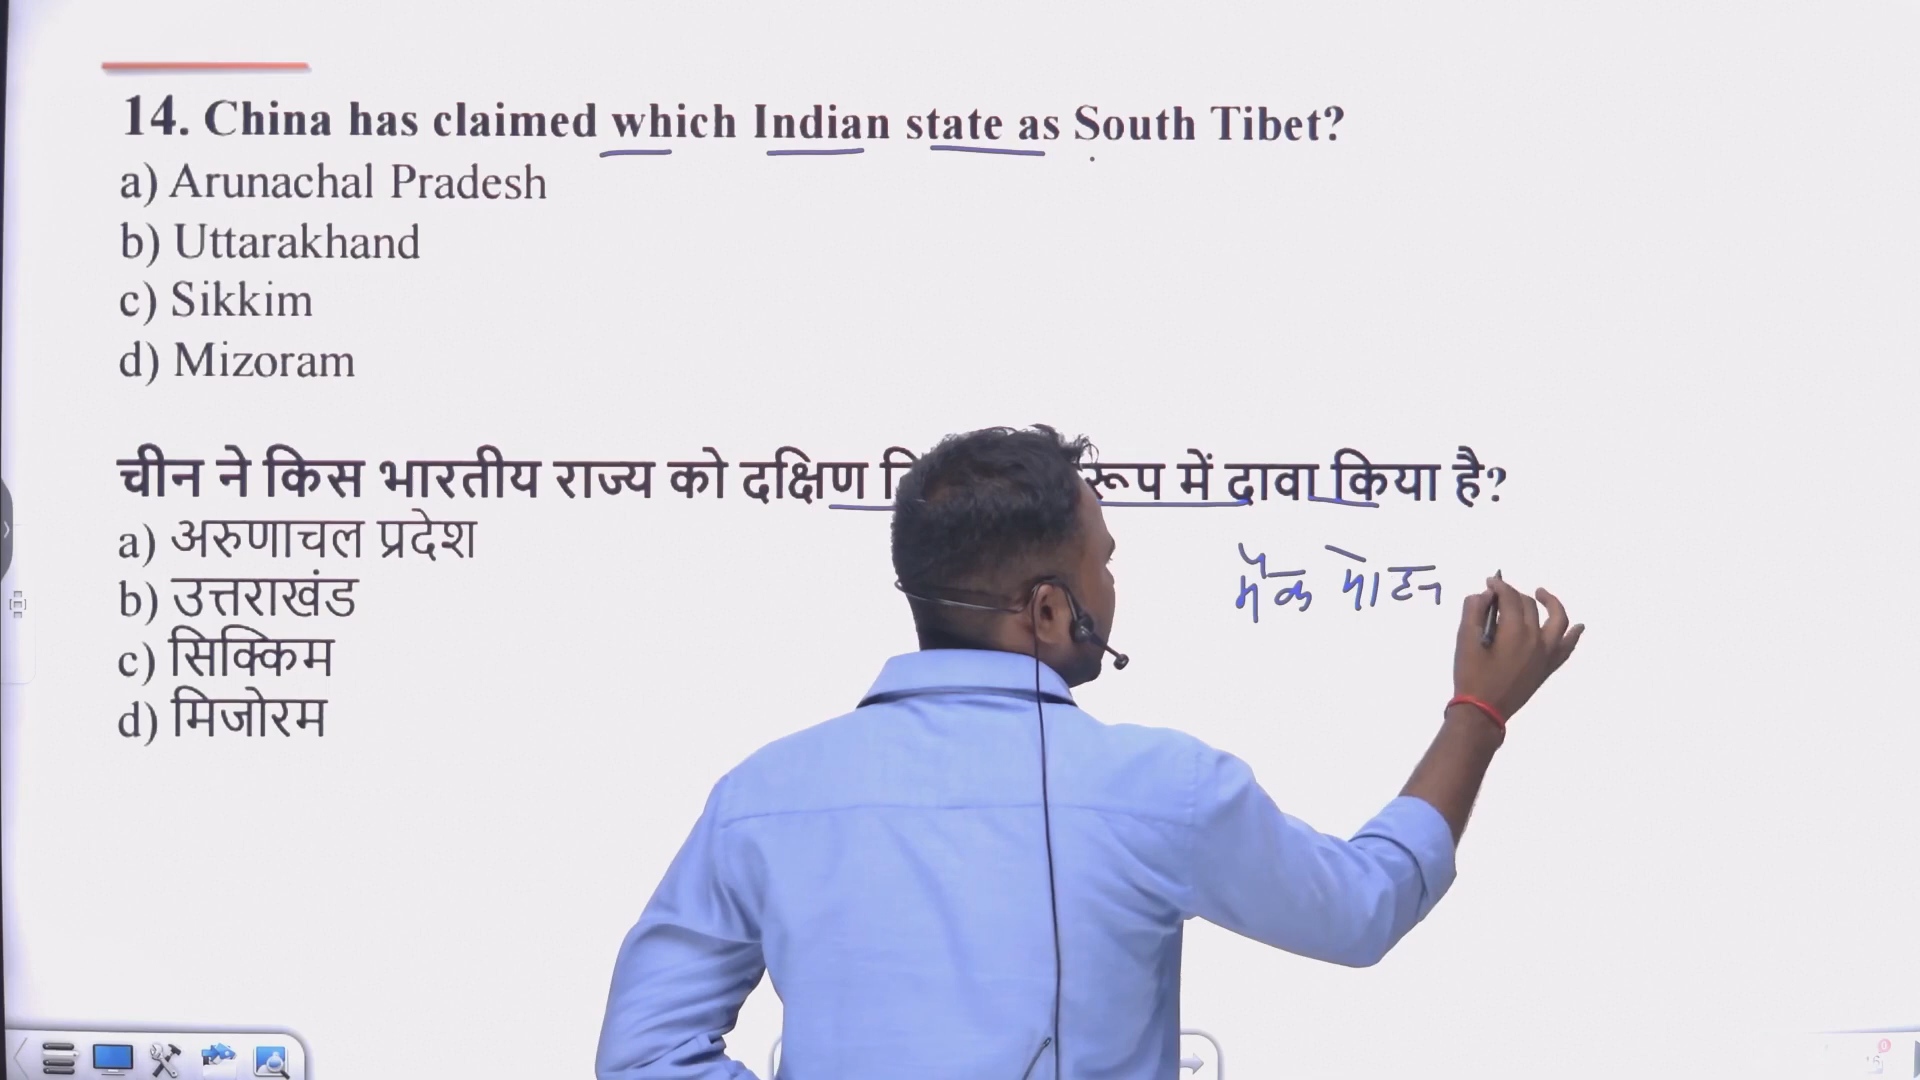 14. China has claimed which Indian state as South Tibet?
a) Arunachal Pradesh
b) Uttarakhand
c) Sikkim
d) Mizoram
चीन ने किस भारतीय राज्य को दक्षिण रूप में दावा किया है?
a) अरुणाचल प्रदेश
b) उत्तराखंड
c) सिक्किम
d) मिजोरम
मैक मोहन